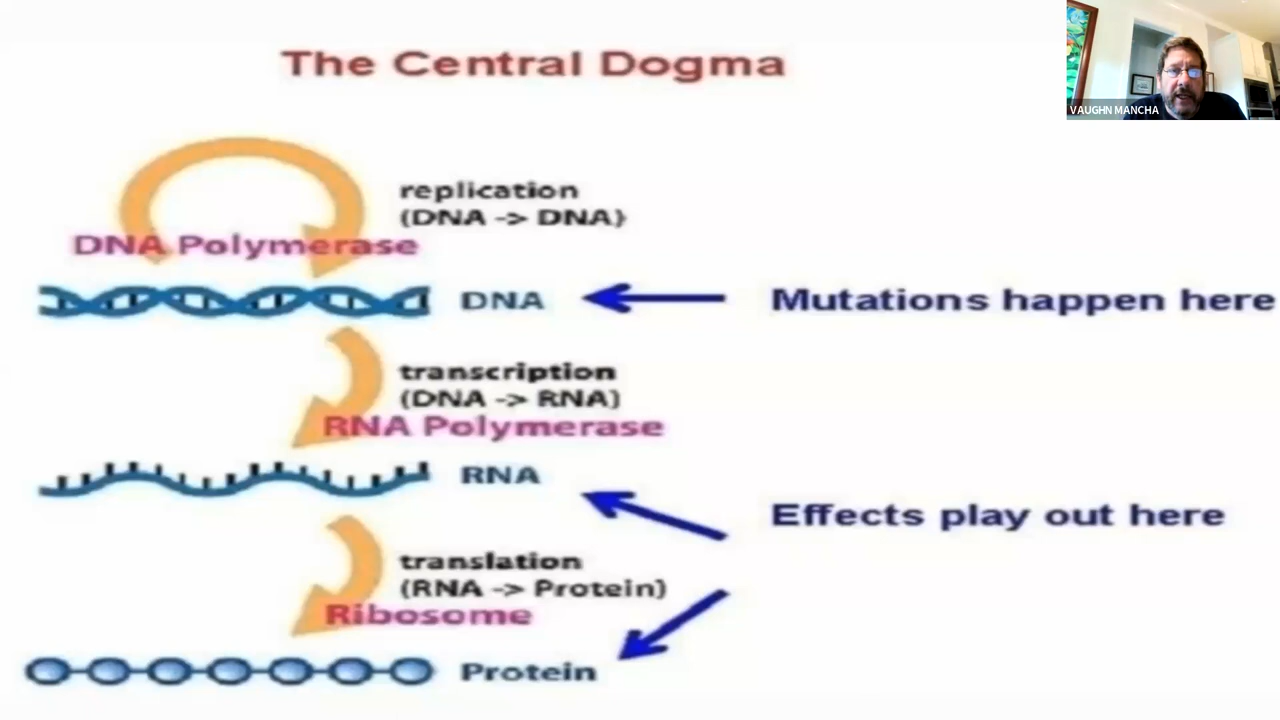 The Central Dogma
VAUGHN MANCHA
replication
(DNA -> DNA)
DNA Polymerase
DNA
Mutations happen here
transcription
(DNA -> RNA)
RNA Polymerase
RNA
Effects play out here
translation
(RNA -> Protein)
Ribosome
Protein